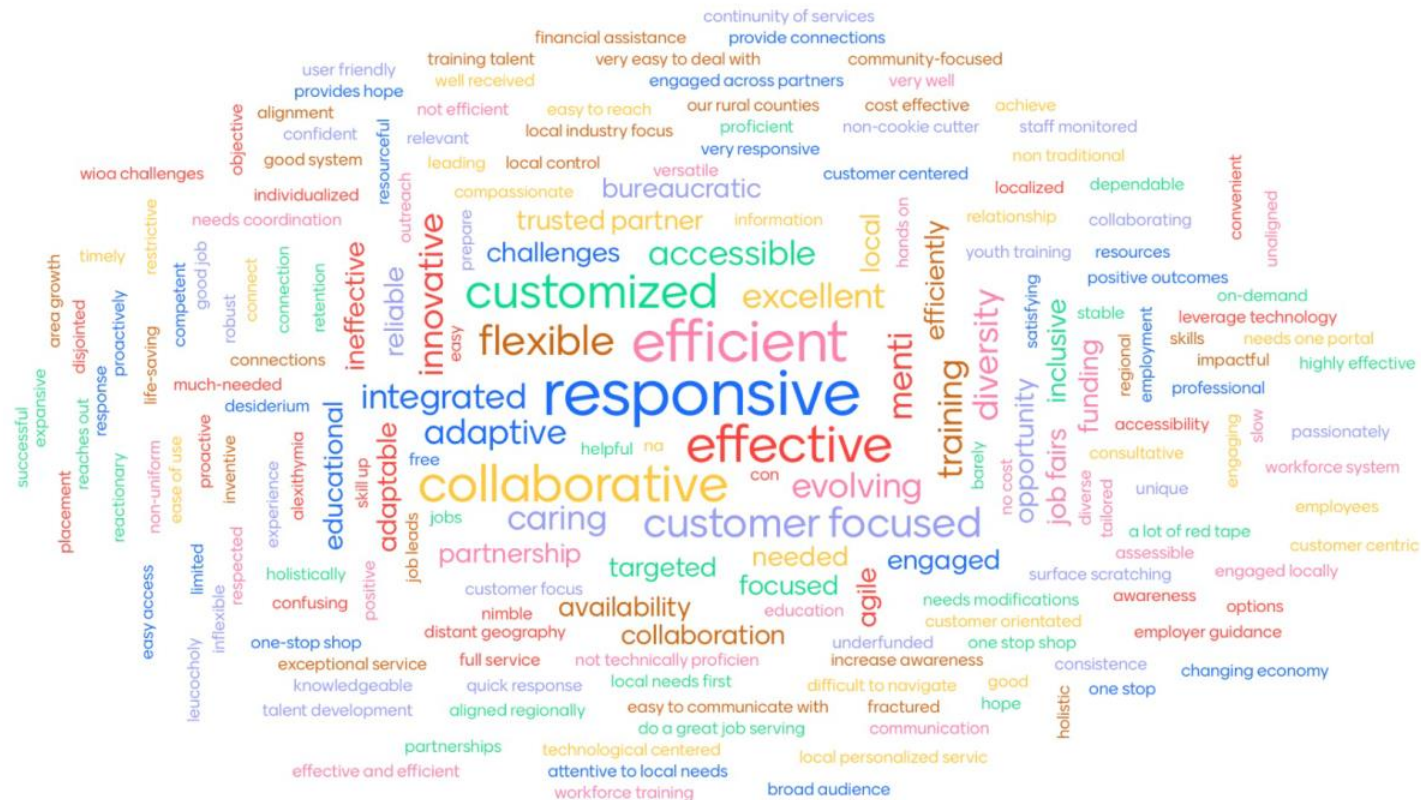 continunity of services
financial assistance
provide connections
training talent
very easy to deal with
community-focused
user friendly
well received
engaged across partners
very well
provides hope
alignment
not efficient
easy to reach
our rural counties
cost effective
achieve
objective
confident
resourceful
relevant
local industry focus
proficient
non-cookie cutter
staff monitored
very responsive
good system
leading
local control
versatile
customer centered
non traditional
wioa challenges
individualized
outreach
compassionate
bureaucratic
localized
dependable
convenient
unaligned
restrictive
needs coordination
innovative
prepare
trusted partner
information
local
hands on
efficiently
relationship
collaborating
timely
good job
connection
ineffective
reliable
challenges
accessible
youth training
resources
area growth
competent
robust
connect
retention
customized
excellent
diversity
satisfying
positive outcomes
on-demand
disjointed
proactively
easy
flexible
efficient
menti
inclusive
stable
employment
leverage technology
life-saving
connections
training
funding
regional
skills
needs one portal
impactful
highly effective
expansive
response
much-needed
integrated
responsive
opportunity
professional
successful
desiderium
educational
adaptive
effective
accessibility
engaging
slow
passionately
reaches out
proactive
adaptable
helpful
na
barely
job fairs
consultative
placement
reactionary
non-uniform
ease of use
inventive
experience
alexithymia
skill up
free
collaborative
con
evolving
no cost
diverse
tailored
unique
workforce system
employees
jobs
job leads
caring
customer focused
a lot of red tape
customer centric
partnership
needed
engaged
assessible
easy access
limited
respected
holistically
positive
targeted
focused
agile
surface scratching
engaged locally
inflexible
customer focus
confusing
nimble
availability
education
needs modifications
awareness
options
leucocholy
distant geography
collaboration
customer orientated
employer guidance
one-stop shop
underfunded
one stop shop
exceptional service
full service
not technically proficien
increase awareness
consistence
changing economy
knowledgeable
quick response
local needs first
difficult to navigate
good
holistic
one stop
talent development
aligned regionally
easy to communicate with
fractured
hope
do a great job serving
communication
partnerships
technological centered
local personalized servic
effective and efficient
attentive to local needs
workforce training
broad audience